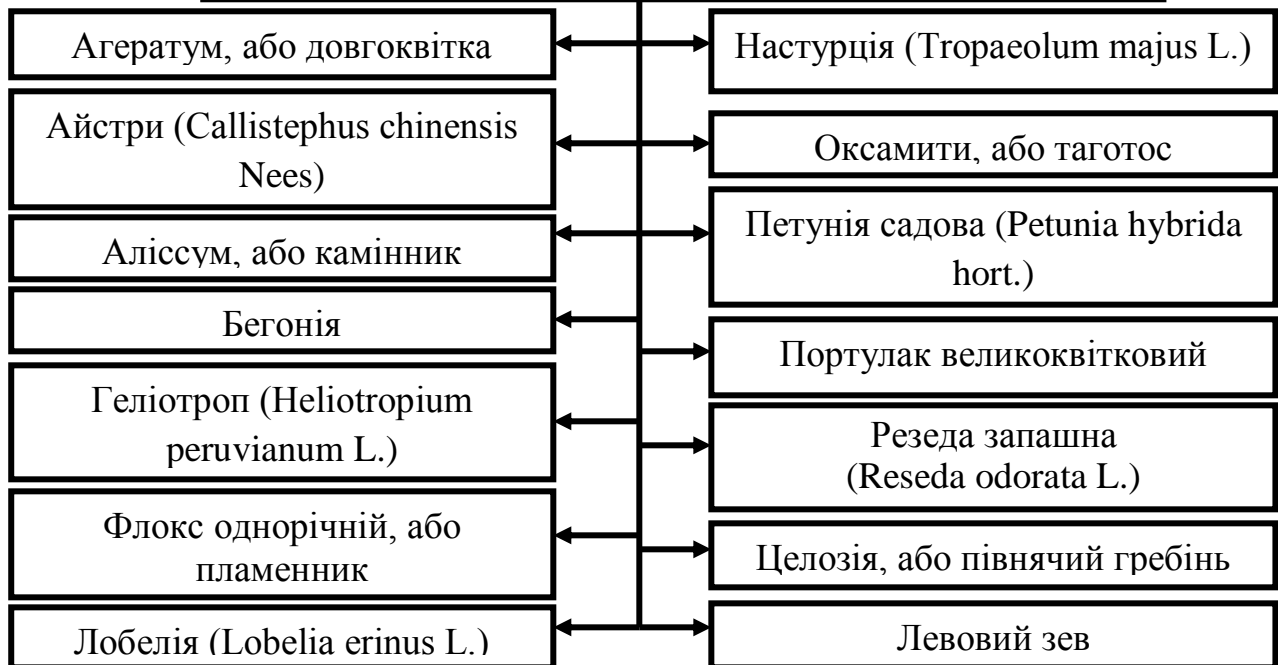 Агератум, або довгоквітка
Айстри (Callistephus chinensis
Nees)
Аліссум, або камінник
Бегонія
Геліотроп (Heliotropium
peruvianum L.)
Флокс однорічній, або
пламенник
Лобелія (Lobelia erinus L.)
Настурція (Tropaeolum majus L.)
Оксамити, або таготос
Петунія садова (Petunia hybrida
hort.)
Портулак великоквітковий
Резеда запашна
(Reseda odorata L.)
Целозія, або півнячий гребінь
Левовий зев